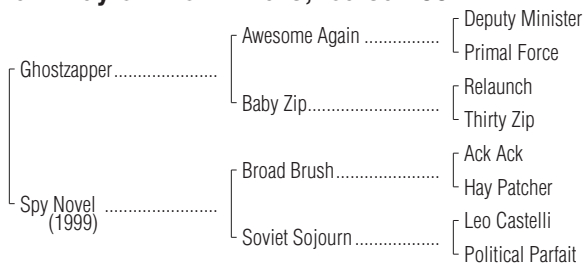 Deputy Minister
Awesome Again ..................
Primal Force
Ghostzapper.........................
Relaunch
Baby Zip................................
Thirty Zip
Ack Ack
Broad Brush.........................
Hay Patcher
Spy Novel ...........................
(1999)
Leo Castelli
Soviet Sojourn ....................
Political Parfait